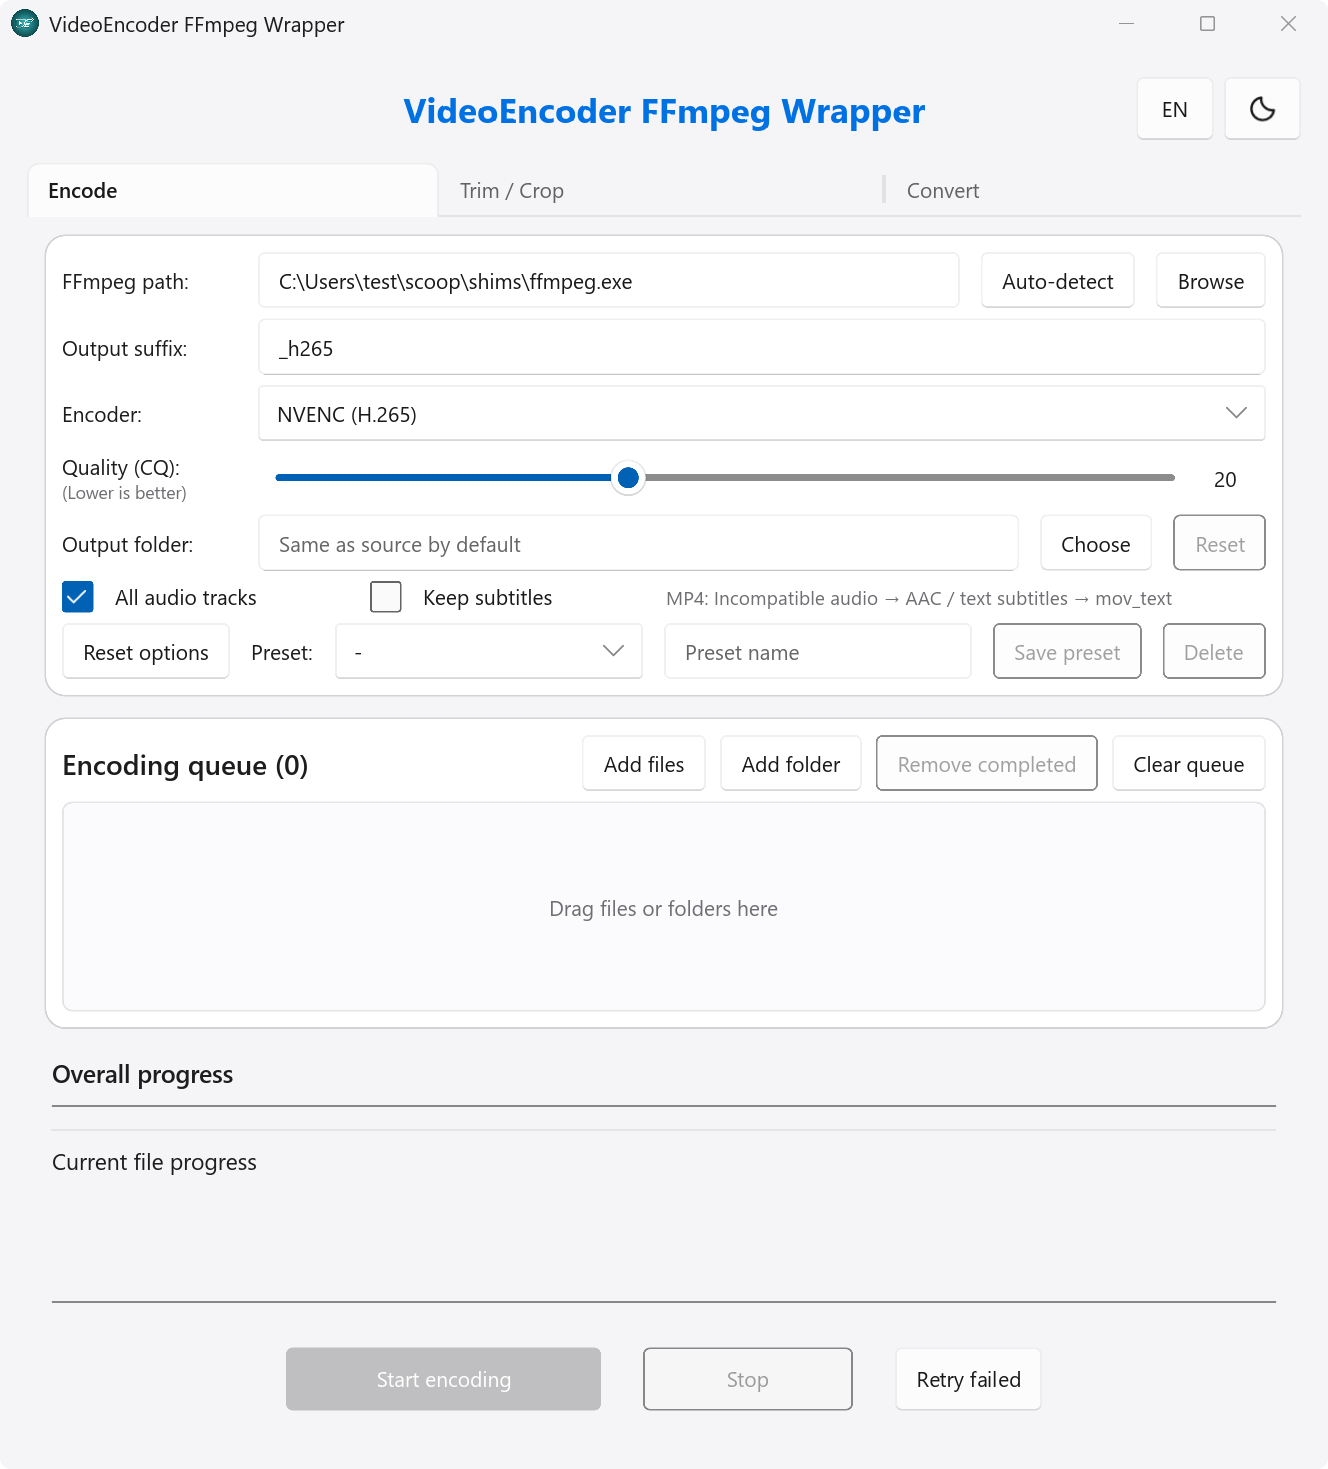 VideoEncoder FFmpeg Wrapper
VideoEncoder FFmpeg Wrapper
EN
Encode
Trim / Crop
Convert
FFmpeg path:
C:\Users\test\scoop\shims\ffmpeg.exe
Auto-detect
Browse
Output suffix:
_h265
Encoder:
NVENC (H.265)
Quality (CQ):
(Lower is better)
20
Output folder:
Same as source by default
Choose
Reset
All audio tracks
Keep subtitles
MP4: Incompatible audio → AAC / text subtitles → mov_text
Reset options
Preset:
-
Preset name
Save preset
Delete
Encoding queue (0)
Add files
Add folder
Remove completed
Clear queue
Drag files or folders here
Overall progress
Current file progress
Start encoding
Stop
Retry failed